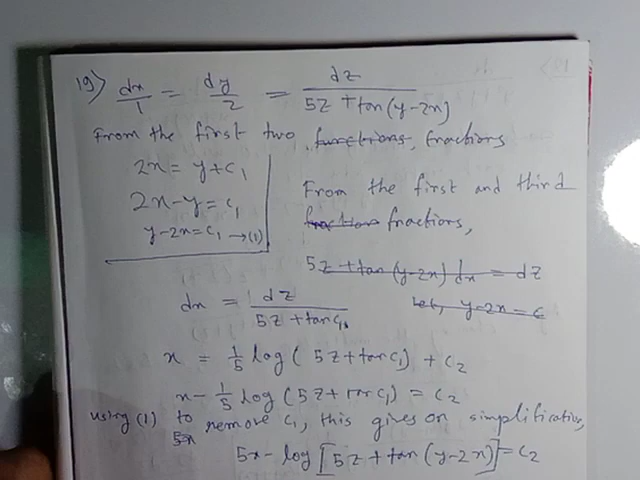 19) dx/1 = dy/2 = dz/(5z + tan(y-2x))
From the first two functions, fractions
2x = y + c₁
2x - y = c₁
y - 2x = c₁ → (1)
From the first and third
fractions,
5z + tan(y-2x) dx = dz
Let, y-2x = c
dx = dz/(5z + tan c₁)
x = 1/5 log(5z + tan c₁) + c₂
x - 1/5 log(5z + tan c₁) = c₂
using (1) to remove c₁, this gives on simplification,
5x - log[5z + tan(y-2x)] = c₂